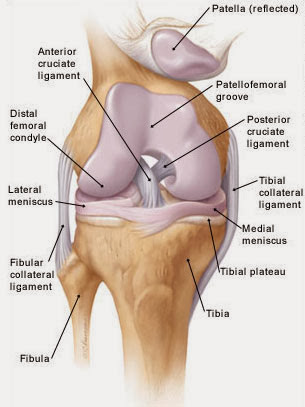 Patella (reflected)
Anterior
cruciate
ligament
Patellofemoral
groove
Distal
femoral
condyle
Posterior
cruciate
ligament
Lateral
meniscus
Tibial
collateral
ligament
Medial
meniscus
Fibular
collateral
ligament
Tibial plateau
Tibia
Fibula